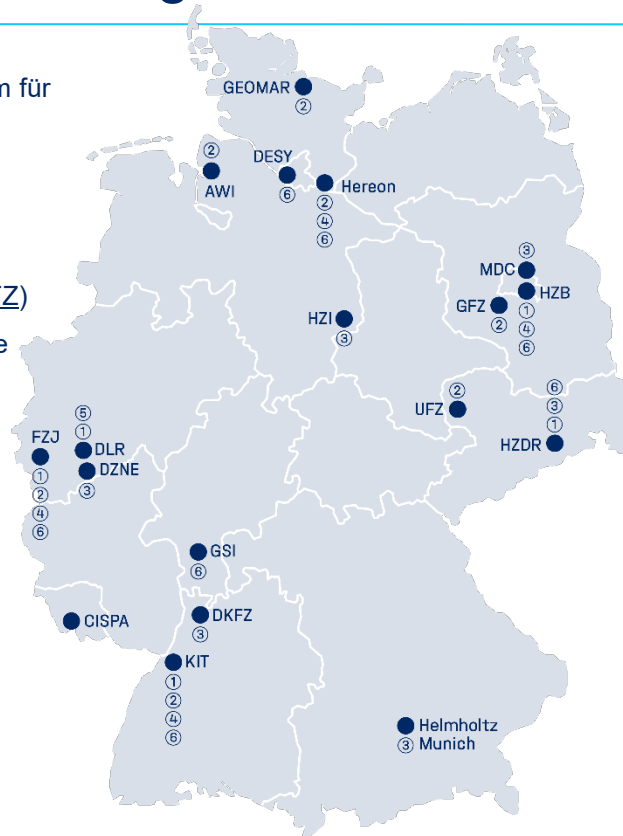 m für
GEOMAR
②
②
AWI
DESY
⑥
Hereon
②
④
⑥
TZ)
e
③
MDC
HZB
GFZ
②
①
④
⑥
HZI
③
②
UFZ
⑥
③
①
HZDR
⑤
①
DLR
FZJ
①
②
④
⑥
DZNE
③
GSI
⑥
CISPA
DKFZ
③
KIT
①
②
④
⑥
Helmholtz
③ Munich